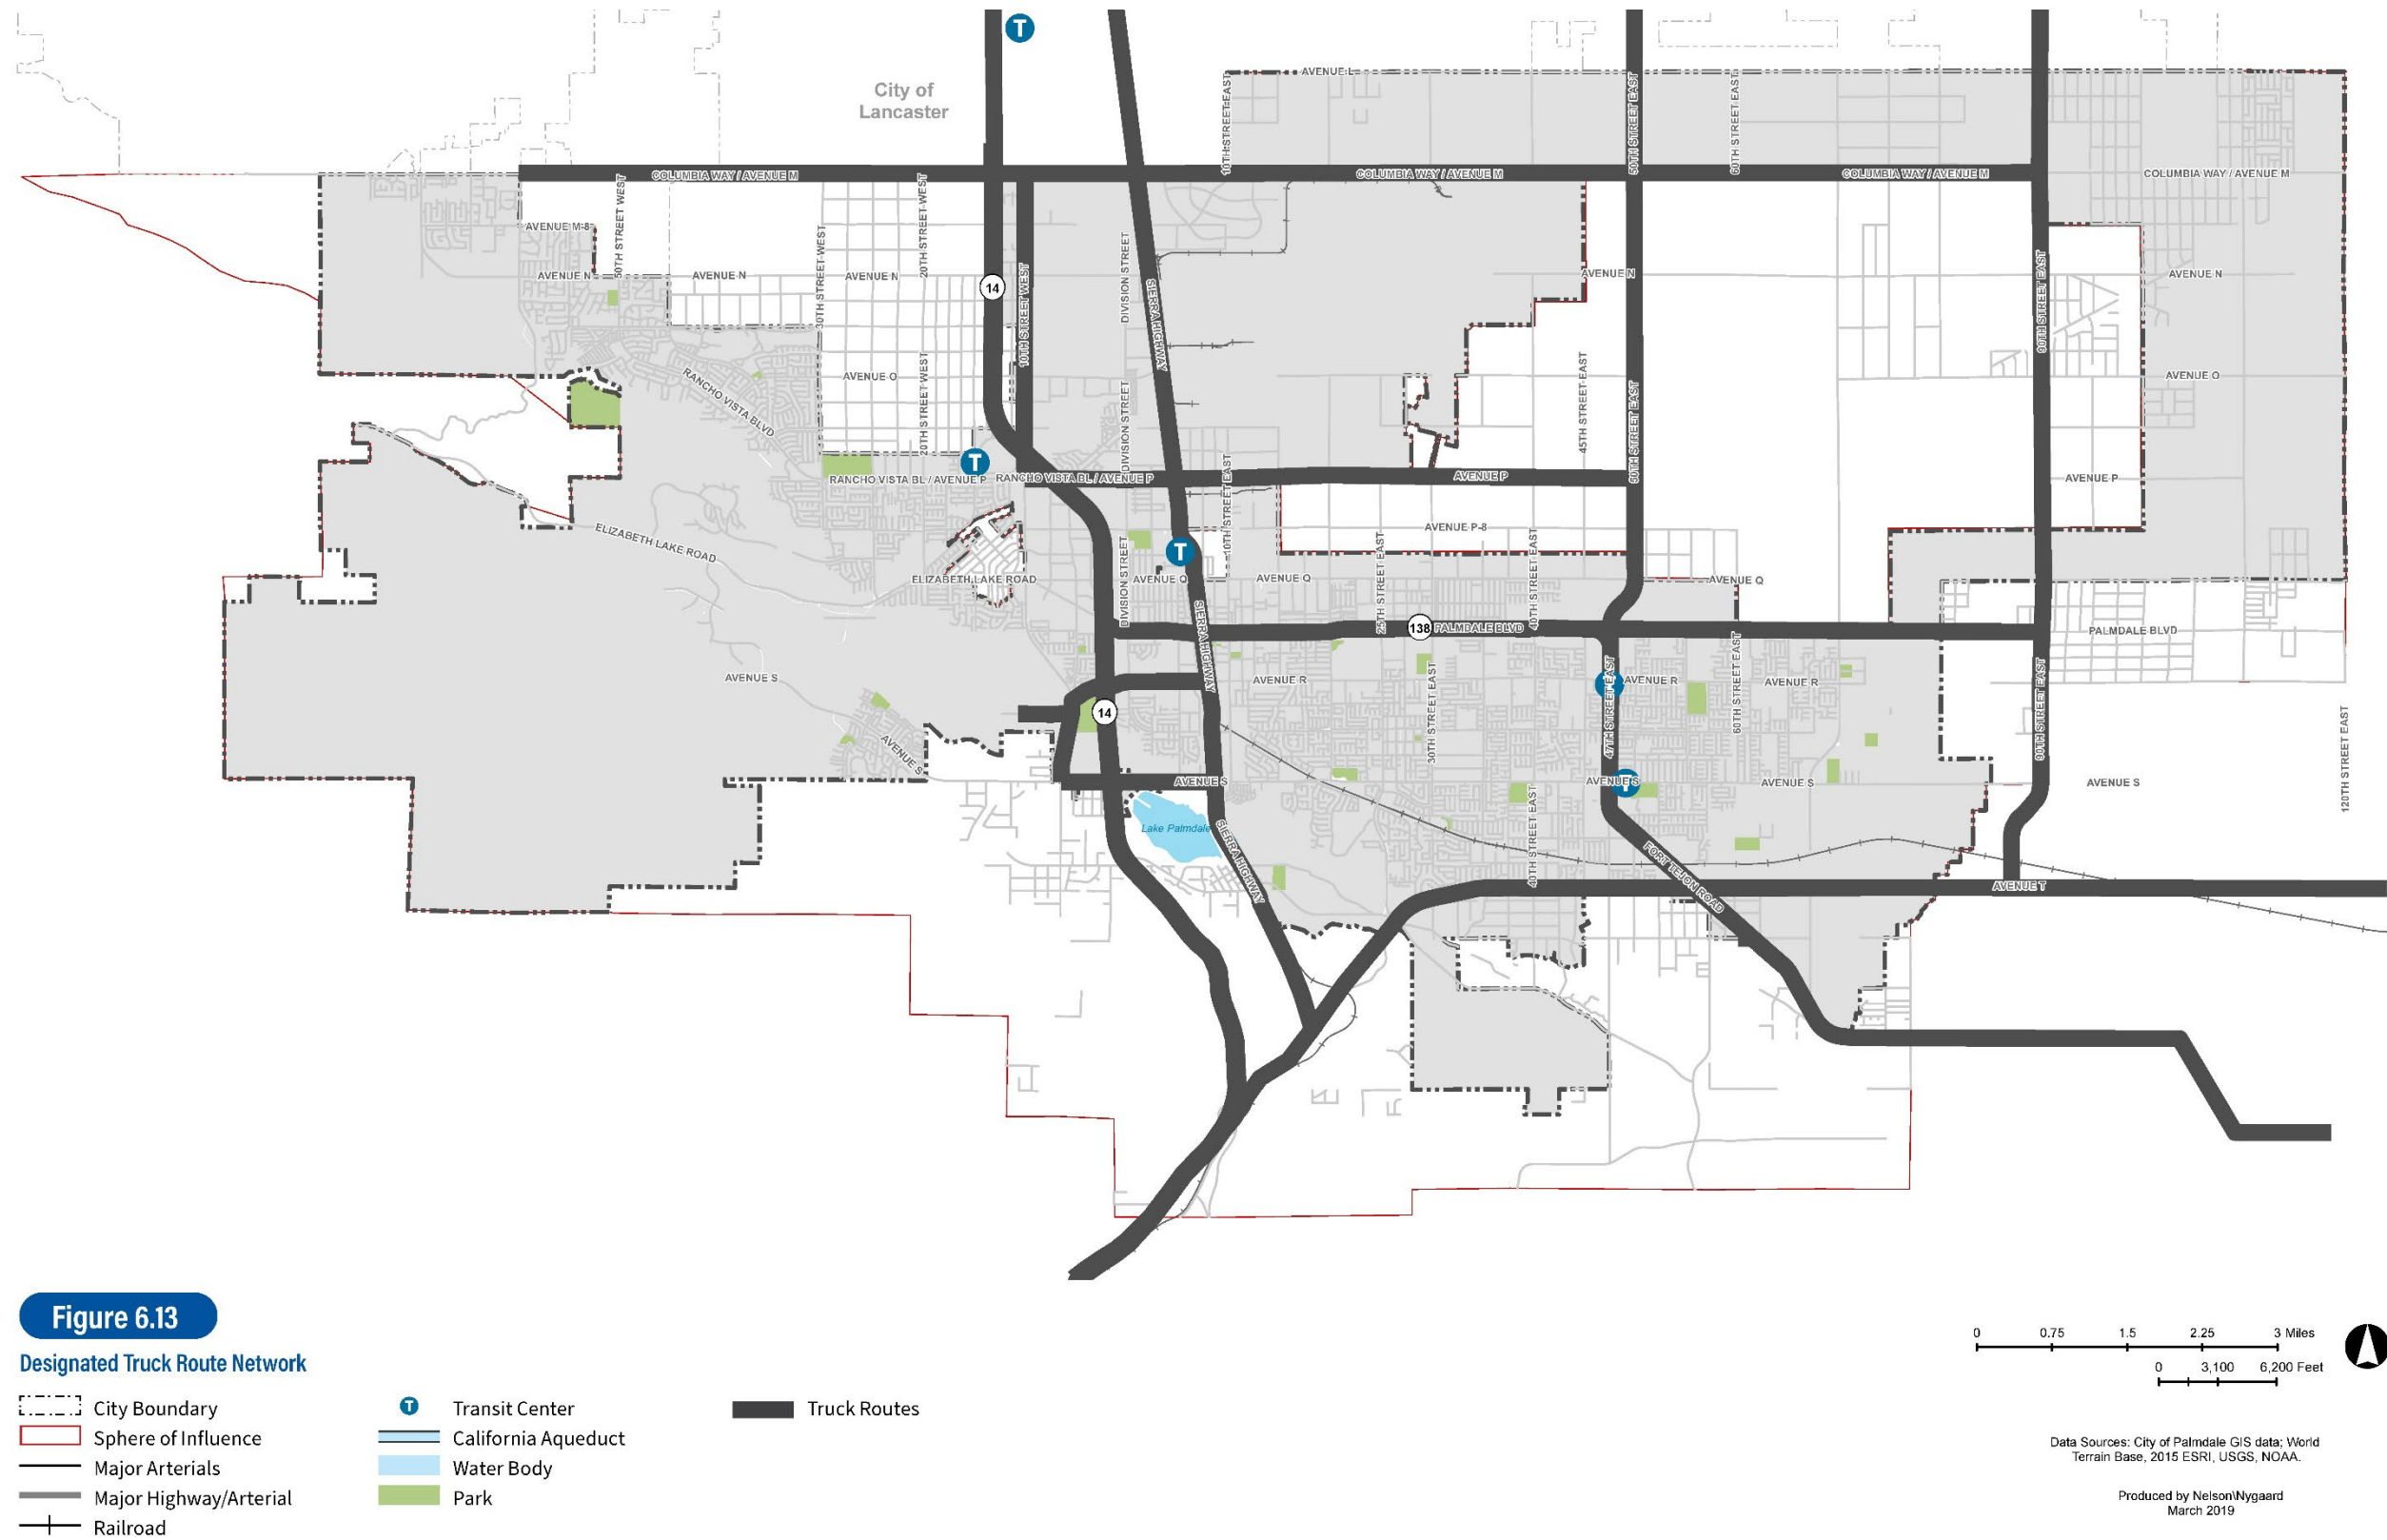 T
City of
Lancaster
AVENUE L
10TH STREET EAST
50TH STREET EAST
60TH STREET EAST
COLUMBIA WAY / AVENUE M
COLUMBIA WAY / AVENUE M
COLUMBIA WAY / AVENUE M
COLUMBIA WAY / AVENUE M
AVENUE M-8
50TH STREET WEST
20TH STREET WEST
30TH STREET WEST
DIVISION STREET
AVENUE N
AVENUE N
AVENUE N
AVENUE N
AVENUE N
14
10TH STREET WEST
SIERRA HIGHWAY
90TH STREET EAST
RANCHO VISTA BLVD
AVENUE O
20TH STREET WEST
DIVISION STREET
45TH STREET EAST
50TH STREET EAST
AVENUE O
T
RANCHO VISTA BL / AVENUE P
RANCHO VISTA BL / AVENUE P
10TH STREET EAST
AVENUE P
AVENUE P
ELIZABETH LAKE ROAD
AVENUE P-8
T
DIVISION STREET
25TH STREET EAST
40TH STREET EAST
ELIZABETH LAKE ROAD
AVENUE Q
AVENUE Q
AVENUE Q
SIERRA HIGHWAY
138
PALMDALE BLVD
PALMDALE BLVD
AVENUE S
AVENUE R
30TH STREET EAST
47TH STREET EAST
AVENUE R
60TH STREET EAST
AVENUE R
90TH STREET EAST
14
AVENUE S
120TH STREET EAST
AVENUE S
AVENUE S
T
AVENUE S
AVENUE S
Lake Palmdale
SIERRA HIGHWAY
40TH STREET EAST
FORT TEJON ROAD
AVENUE T
Figure 6.13
Designated Truck Route Network
City Boundary
Sphere of Influence
Major Arterials
Major Highway/Arterial
Railroad
T Transit Center
California Aqueduct
Water Body
Park
Truck Routes
0 0.75 1.5 2.25 3 Miles
0 3,100 6,200 Feet
Data Sources: City of Palmdale GIS data; World
Terrain Base, 2015 ESRI, USGS, NOAA.
Produced by Nelson\Nygaard
March 2019